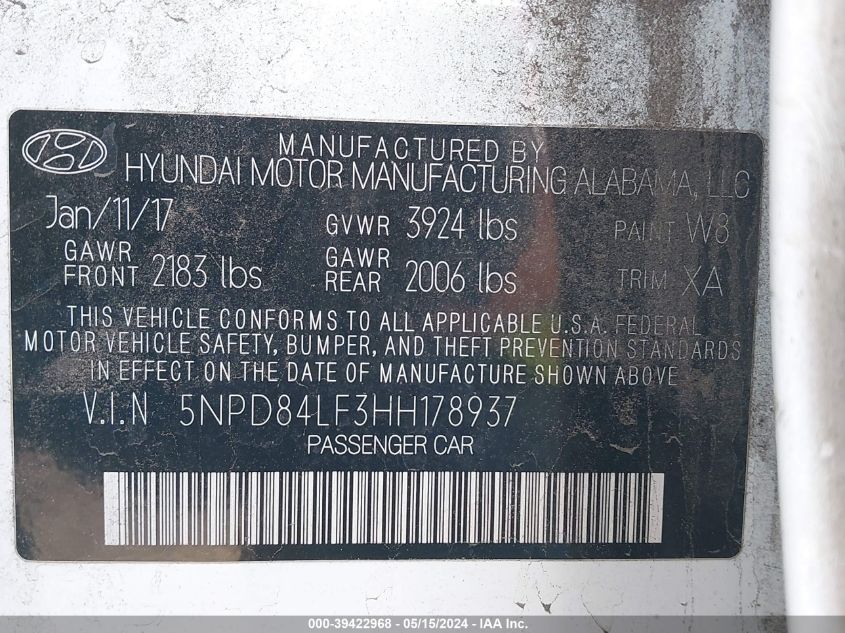 MANUFACTURED BY
HYUNDAI MOTOR MANUFACTURING ALABAMA, LLC
Jan/11/17 GVWR 3924 lbs PAINT W8
GAWR FRONT 2183 lbs GAWR REAR 2006 lbs TRIM XA
THIS VEHICLE CONFORMS TO ALL APPLICABLE U.S.A. FEDERAL
MOTOR VEHICLE SAFETY, BUMPER, AND THEFT PREVENTION STANDARDS
IN EFFECT ON THE DATE OF MANUFACTURE SHOWN ABOVE
V.I.N 5NPD84LF3HH178937
PASSENGER CAR
000-39422968 - 05/15/2024 - IAA Inc.